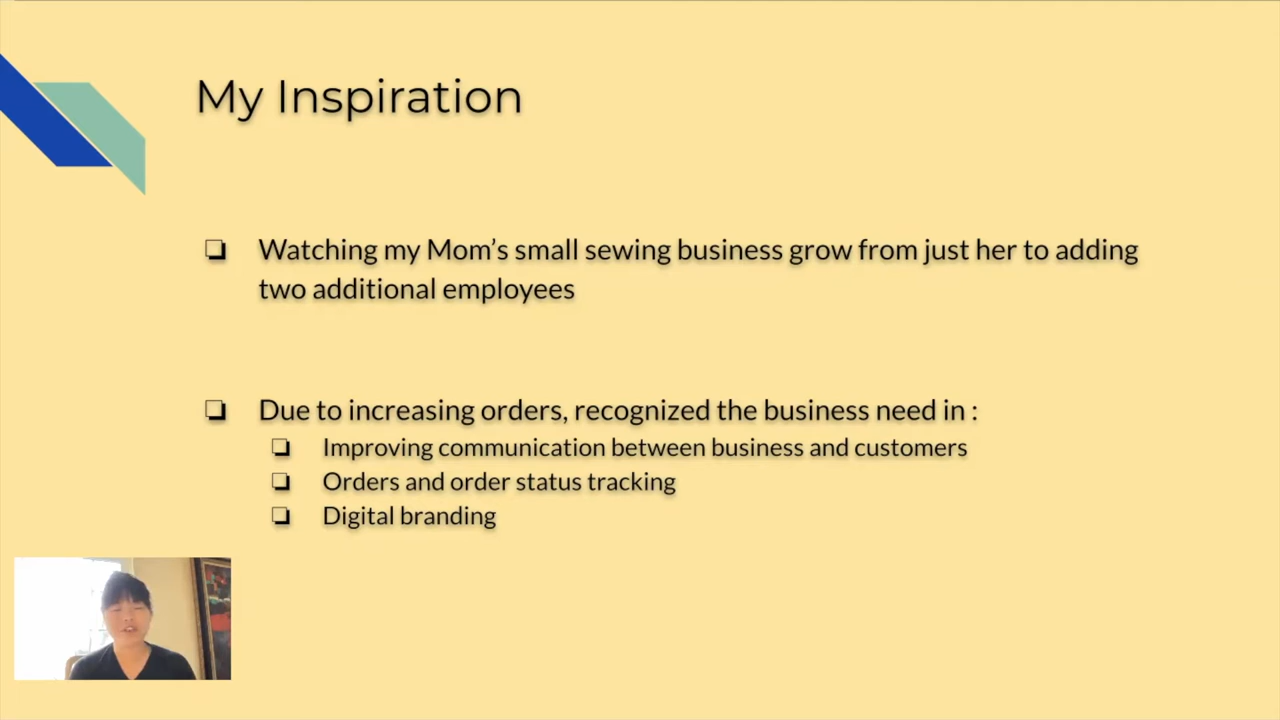 My Inspiration
❏ Watching my Mom’s small sewing business grow from just her to adding
two additional employees
❏ Due to increasing orders, recognized the business need in :
❏ Improving communication between business and customers
❏ Orders and order status tracking
❏ Digital branding